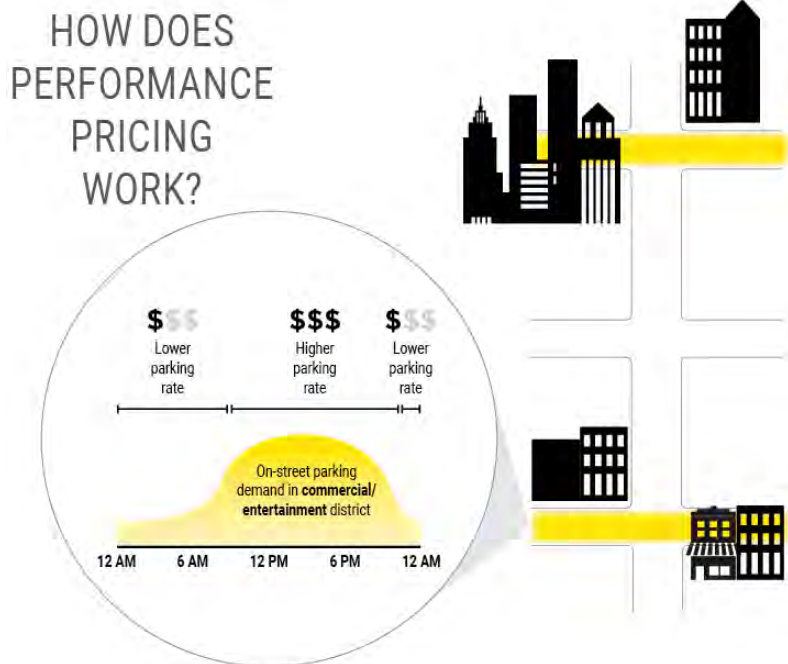 HOW DOES
PERFORMANCE
PRICING
WORK?
$$$ $$$ $$$
Lower Higher Lower
parking parking parking
rate rate rate
On-street parking
demand in commercial/
entertainment district
12 AM 6 AM 12 PM 6 PM 12 AM